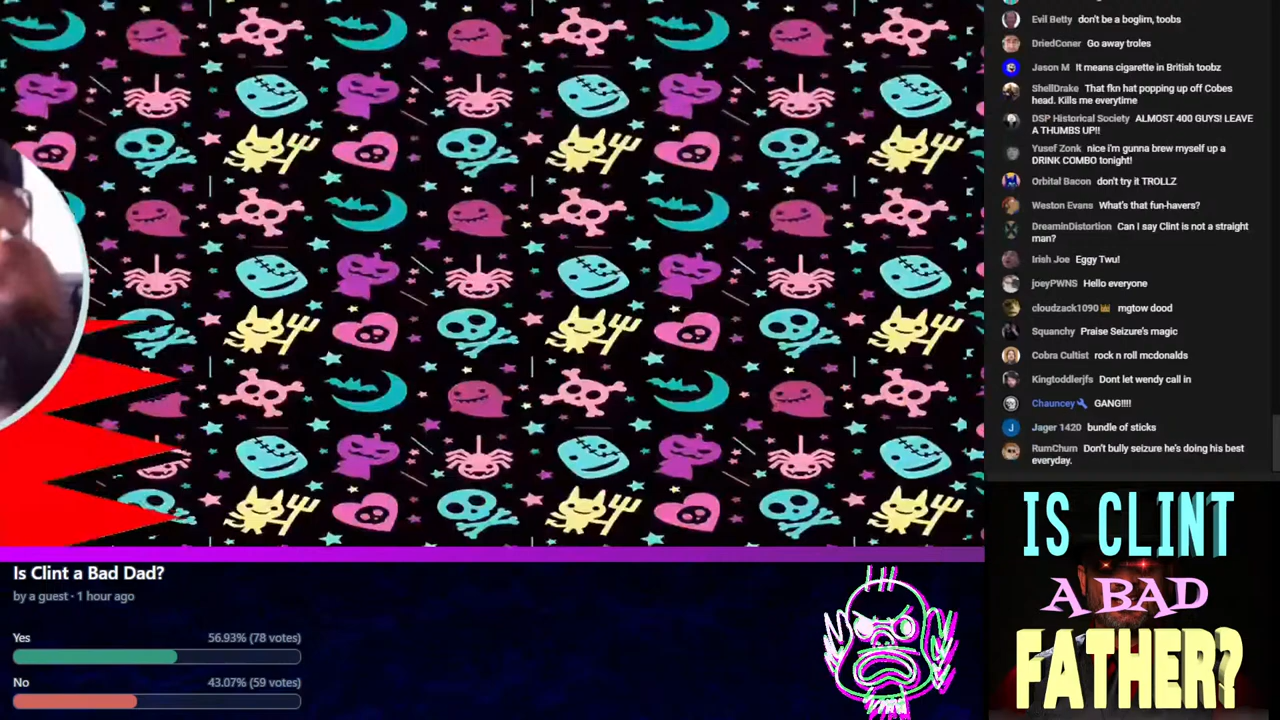 Evil Betty don't be a boglim, toobs
DriedConer Go away troles
Jason M It means cigarette in British toobz
ShellDrake That fkn hat popping up off Cobes
head. Kills me everytime
DSP Historical Society ALMOST 400 GUYS! LEAVE
A THUMBS UP!!
Yusef Zonk nice i'm gunna brew myself up a
DRINK COMBO tonight!
Orbital Bacon don't try it TROLLZ
Weston Evans What's that fun-havers?
DreaminDistortion Can I say Clint is not a straight
man?
Irish Joe Eggy Twu!
joeyPWNS Hello everyone
cloudzack1090 mgtow dood
Squanchy Praise Seizure's magic
Cobra Cultist rock n roll mcdonalds
Kingtoddlerjfs Dont let wendy call in
Chauncey GANG!!!!
J Jager 1420 bundle of sticks
RumChum Don't bully seizure he's doing his best
everyday.
IS CLINT
A BAD
FATHER?
Is Clint a Bad Dad?
by a guest · 1 hour ago
Yes 56.93% (78 votes)
No 43.07% (59 votes)